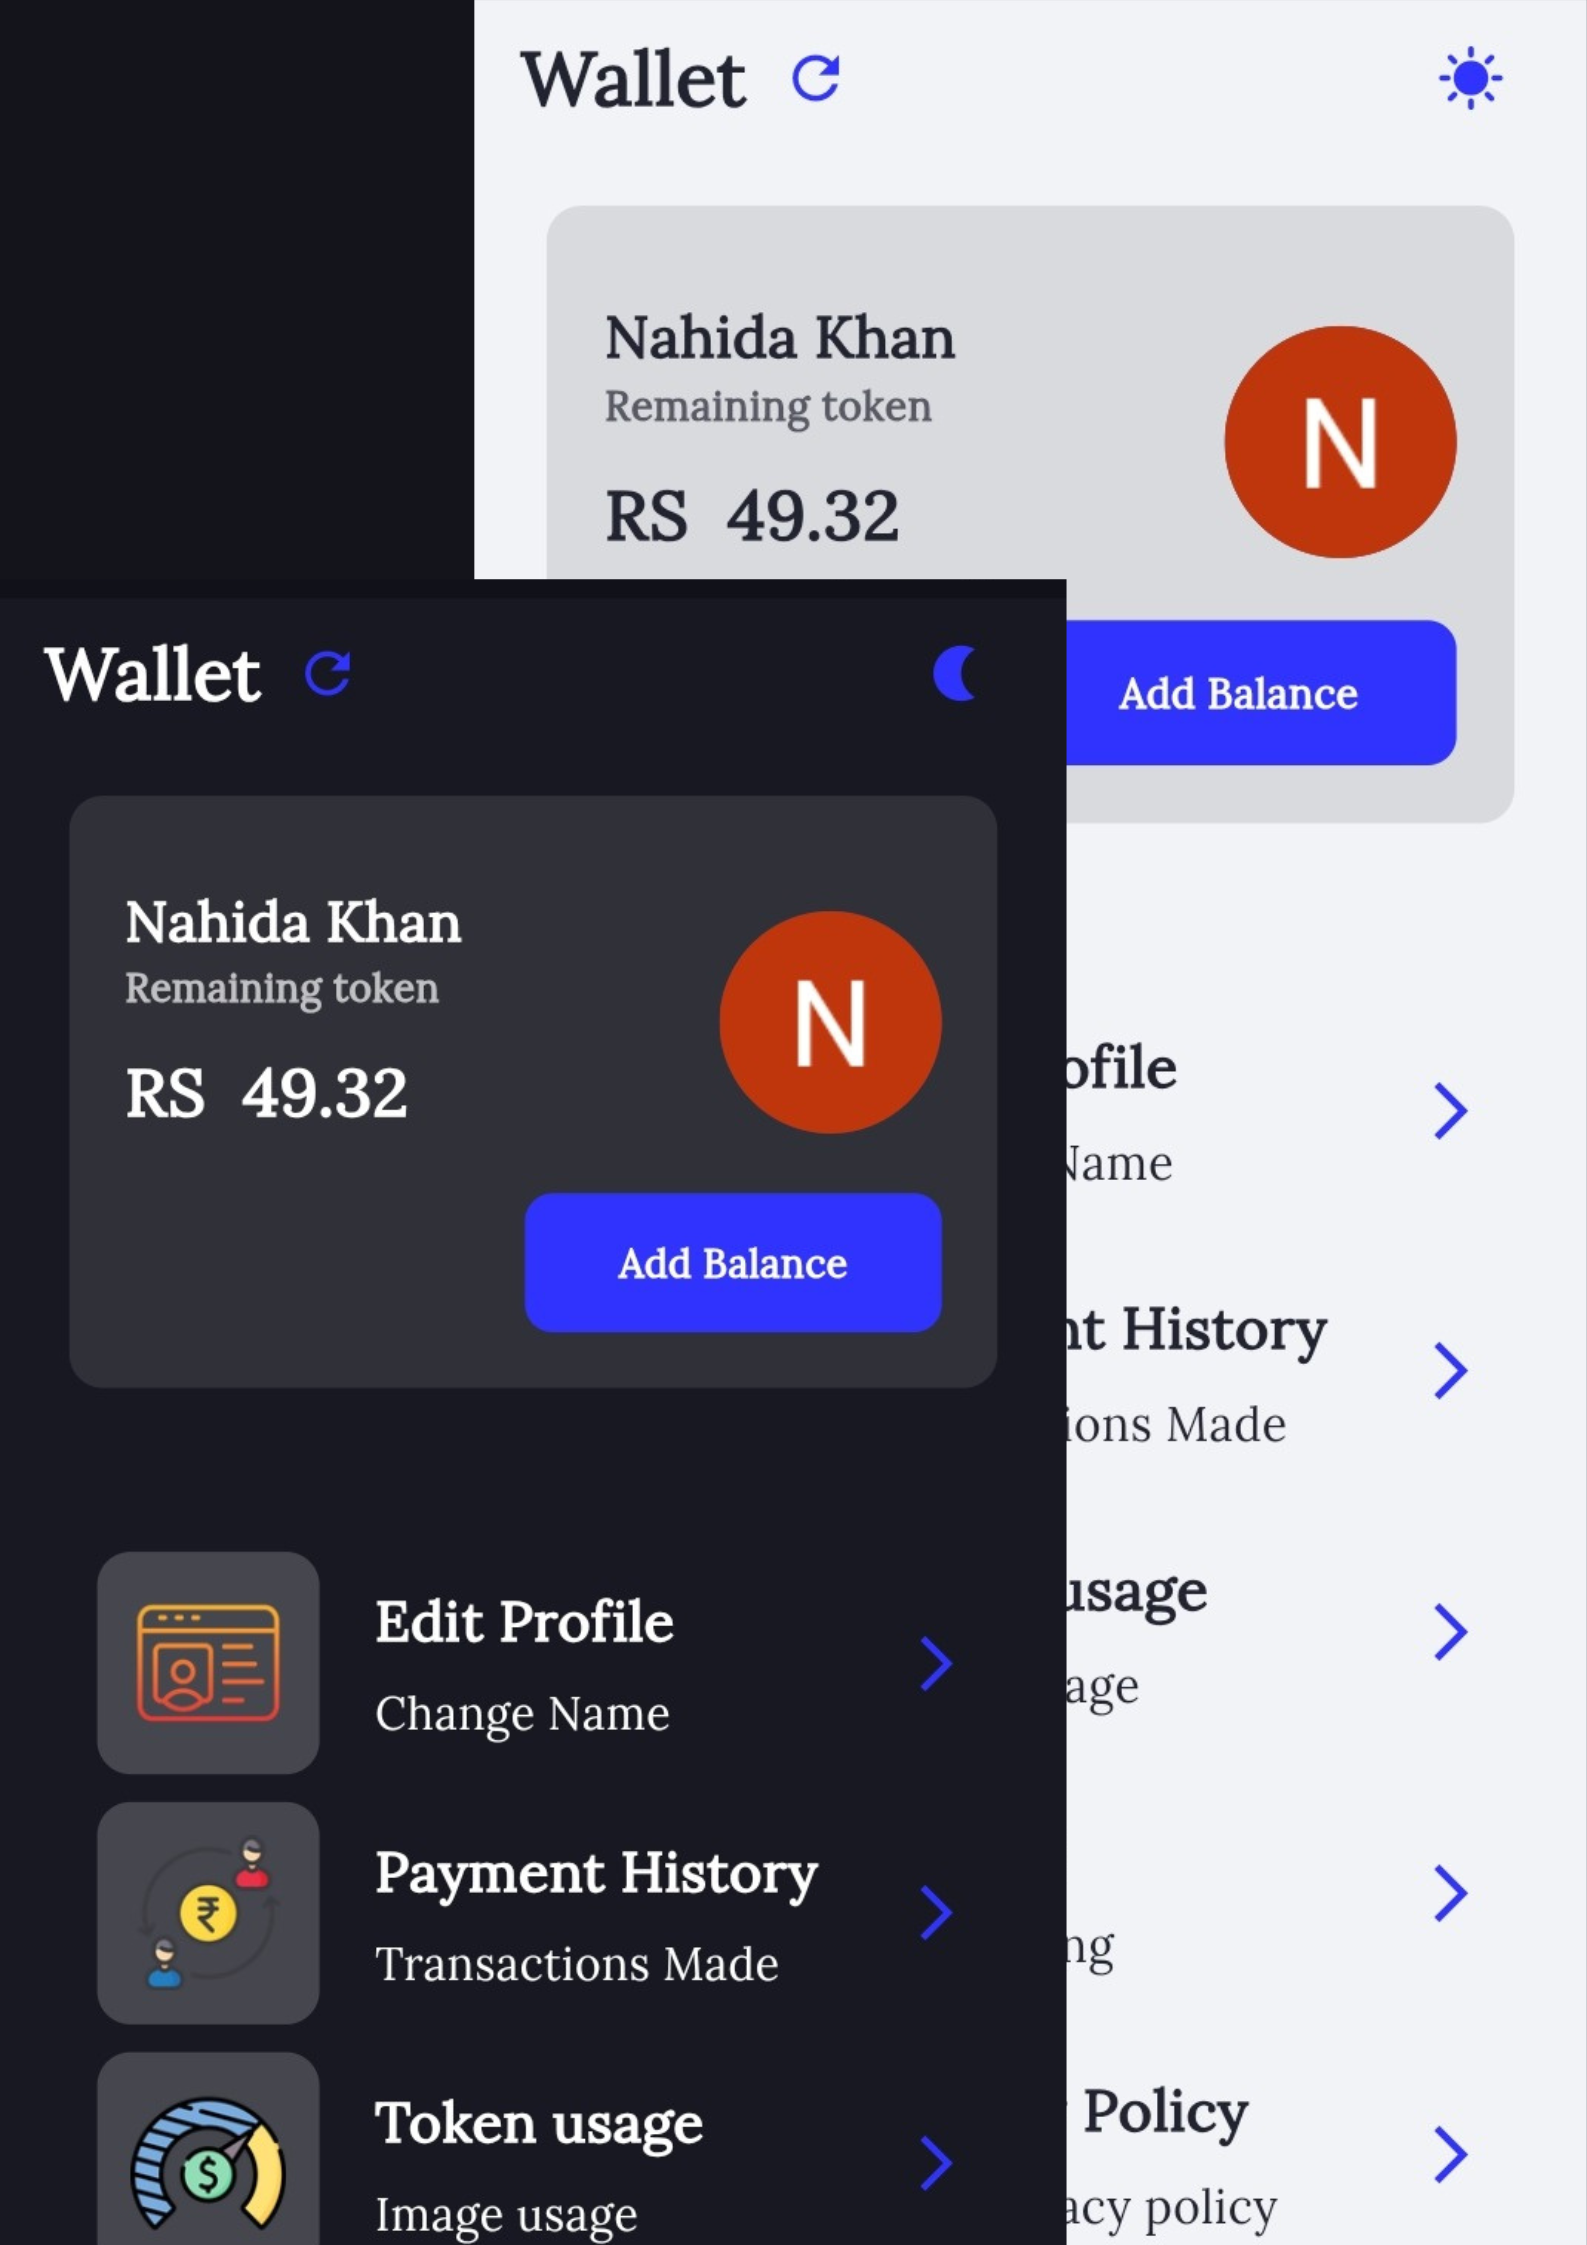 Wallet
Nahida Khan
Remaining token
RS 49.32
N
Add Balance
Wallet
Nahida Khan
Remaining token
RS 49.32
N
Add Balance
Edit Profile
Change Name
Payment History
Transactions Made
Token usage
Image usage
ofile
Name
nt History
ions Made
usage
age
ng
Policy
acy policy